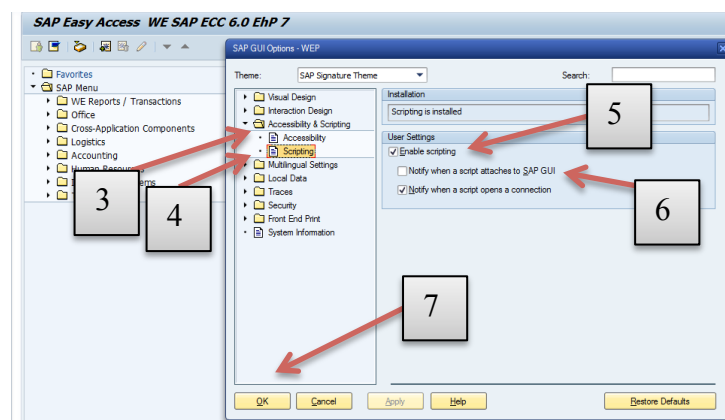 SAP Easy Access WE SAP ECC 6.0 EhP 7
Favorites
SAP Menu
WE Reports / Transactions
Office
Cross-Application Components
Logistics
Accounting
Human Resources
SAP GUI Options - WEP
Theme: SAP Signature Theme
Search:
Visual Design
Interaction Design
Accessibility & Scripting
Accessibility
Scripting
Multilingual Settings
Local Data
Traces
Security
Front End Print
System Information
Installation
Scripting is installed
User Settings
Enable scripting
Notify when a script attaches to SAP GUI
Notify when a script opens a connection
3
4
5
6
7
OK
Cancel
Apply
Help
Restore Defaults